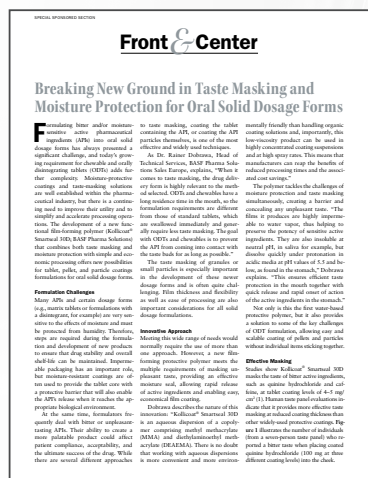 SPECIAL SPONSORED SECTION
Front & Center
Breaking New Ground in Taste Masking and
Moisture Protection for Oral Solid Dosage Forms
Formulating bitter and/or moisture-
sensitive active pharmaceutical
ingredients (APIs) into oral solid
dosage forms has always presented a
significant challenge, and today's grow-
ing requirement for chewable and orally
disintegrating tablets (ODTs) adds fur-
ther complexity. Moisture-protective
coatings and taste-masking solutions
are well established within the pharma-
ceutical industry, but there is a continu-
ing need to improve their utility and to
simplify and accelerate processing opera-
tions. The development of a new func-
tional film-forming polymer (Kollicoat®
Smartseal 30D, BASF Pharma Solutions)
that combines both taste masking and
moisture protection with simple and eco-
nomic processing offers new possibilities
for tablet, pellet, and particle coatings
formulations for oral solid dosage forms.
Formulation Challenges
Many APIs and certain dosage forms
(e.g., matrix tablets or formulations with
a disintegrant, for example) are very sen-
sitive to the effects of moisture and must
be protected from humidity. Therefore,
steps are required during the formula-
tion and development of new products
to ensure that drug stability and overall
shelf-life can be maintained. Imperme-
able packaging has an important role,
but moisture-resistant coatings are of-
ten used to provide the tablet core with
a protective barrier that will also enable
the API's release when it reaches the ap-
propriate biological environment.
At the same time, formulators fre-
quently deal with bitter or unpleasant-
tasting APIs. Their ability to create a
more palatable product could affect
patient compliance, acceptability, and
the ultimate success of the drug. While
there are several different approaches
to taste masking, coating the tablet
containing the API, or coating the API
particles themselves, is one of the most
effective and widely used techniques.
As Dr. Rainer Dobrawa, Head of
Technical Services, BASF Pharma Solu-
tions Sales Europe, explains, "When it
comes to taste masking, the drug deliv-
ery form is highly relevant to the meth-
od selected. ODTs and chewables have a
long residence time in the mouth, so the
formulation requirements are different
from those of standard tablets, which
are swallowed immediately and gener-
ally require less taste masking. The goal
with ODTs and chewables is to prevent
the API from coming into contact with
the taste buds for as long as possible."
The taste masking of granules or
small particles is especially important
in the development of these newer
dosage forms and is often quite chal-
lenging. Film thickness and flexibility
as well as ease of processing are also
important considerations for all solid
dosage formulations.
Innovative Approach
Meeting this wide range of needs would
normally require the use of more than
one approach. However, a new film-
forming protective polymer meets the
multiple requirements of masking un-
pleasant taste, providing an effective
moisture seal, allowing rapid release
of active ingredients and enabling easy,
economical film coating.
Dobrawa describes the nature of this
innovation: "Kollicoat® Smartseal 30D
is an aqueous dispersion of a copoly-
mer comprising methyl methacrylate
(MMA) and diethylaminoethyl meth-
acrylate (DEAEMA). There is no doubt
that working with aqueous dispersions
is more convenient and more environ-
mentally friendly than handling organic
coating solutions and, importantly, this
low-viscosity product can be used in
highly concentrated coating suspensions
and at high spray rates. This means that
manufacturers can reap the benefits of
reduced processing times and the associ-
ated cost savings."
The polymer tackles the challenges of
moisture protection and taste masking
simultaneously, creating a barrier and
concealing any unpleasant taste. "The
films it produces are highly imperme-
able to water vapor, thus helping to
preserve the potency of sensitive active
ingredients. They are also insoluble at
neutral pH, in saliva for example, but
dissolve quickly under protonation in
acidic media at pH values of 5.5 and be-
low, as found in the stomach," Dobrawa
explains. "This ensures efficient taste
protection in the mouth together with
quick release and rapid onset of action
of the active ingredients in the stomach."
Not only is this the first water-based
protective polymer, but it also provides
a solution to some of the key challenges
of ODT formulation, allowing easy and
scalable coating of pellets and particles
without individual items sticking together.
Effective Masking
Studies show Kollicoat® Smartseal 30D
masks the taste of bitter active ingredients,
such as quinine hydrochloride and caf-
feine, at tablet coating levels of 4–5 mg/
cm² (1). Human taste panel evaluations in-
dicate that it provides more effective taste
masking at reduced coating thickness than
other widely-used protective coatings. Fig-
ure 1 illustrates the number of individuals
(from a seven-person taste panel) who re-
ported a bitter taste when placing coated
quinine hydrochloride (100 mg at three
different coating levels) into the cheek.